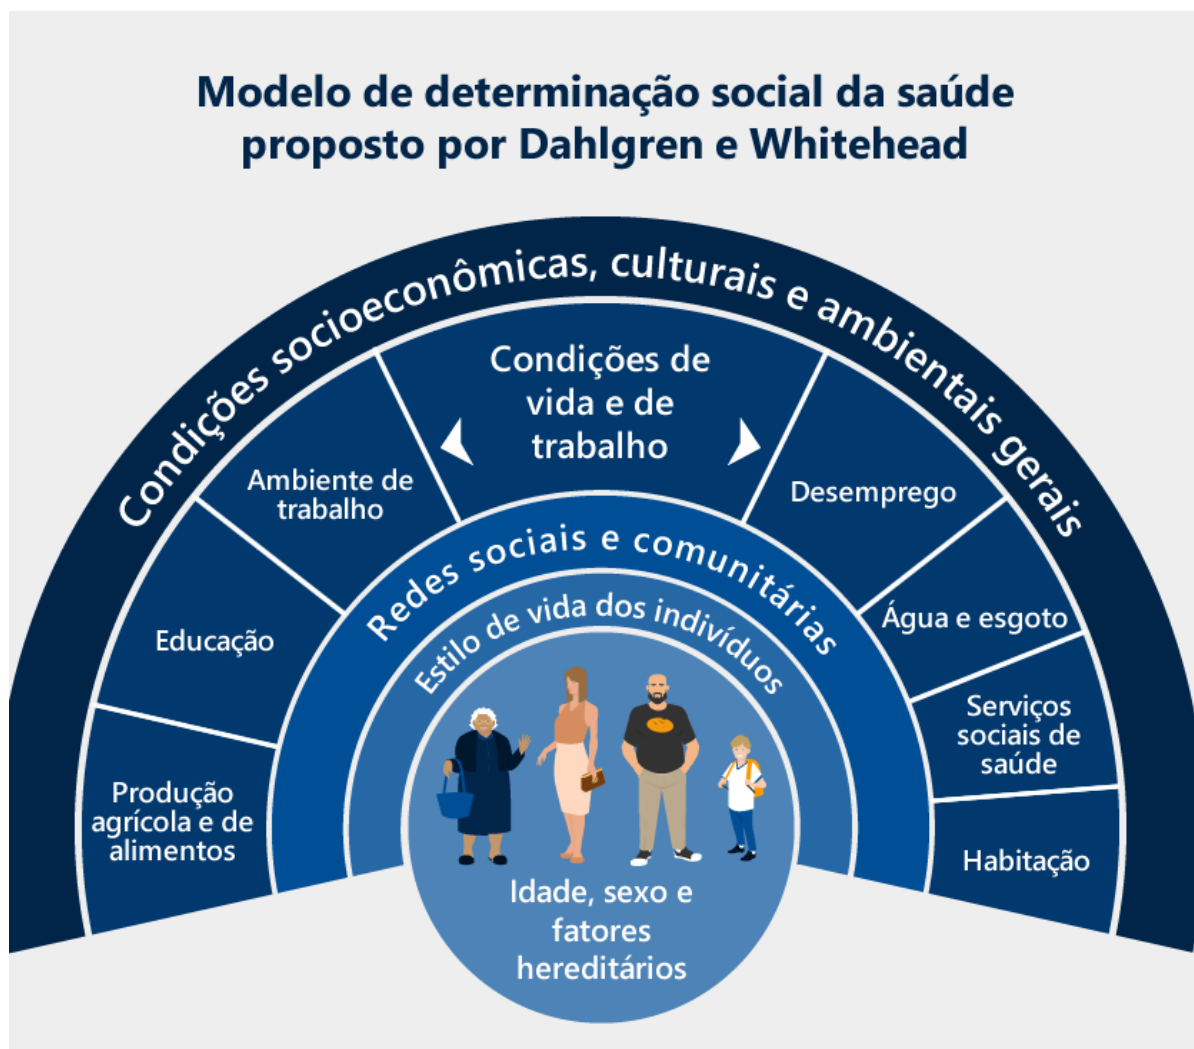 Modelo de determinação social da saúde
proposto por Dahlgren e Whitehead
Condições socioeconômicas, culturais e ambientais gerais
Condições de
vida e de
trabalho
Ambiente de
trabalho
Desemprego
Educação
Água e esgoto
Produção
agrícola e de
alimentos
Serviços
sociais de
saúde
Habitação
Redes sociais e comunitárias
Estilo de vida dos indivíduos
Idade, sexo e
fatores
hereditários